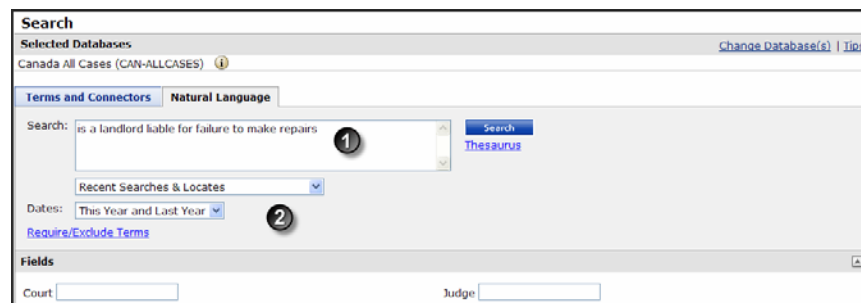 Search
Selected Databases
Change Database(s) | Tips
Canada All Cases (CAN-ALLCASES)
Terms and Connectors
Natural Language
Search: is a landlord liable for failure to make repairs
1
Search
Thesaurus
Recent Searches & Locates
Dates: This Year and Last Year
2
Require/Exclude Terms
Fields
Court
Judge